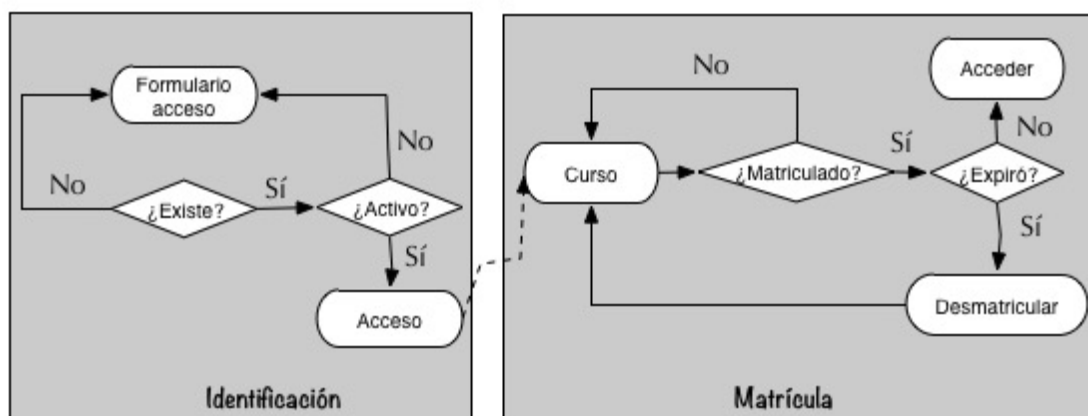 Formulario
acceso
No
No
¿Existe?
Sí
¿Activo?
Sí
Acceso
Identificación
No
Acceder
Curso
¿Matriculado?
Sí
No
¿Expiró?
Sí
Desmatricular
Matrícula